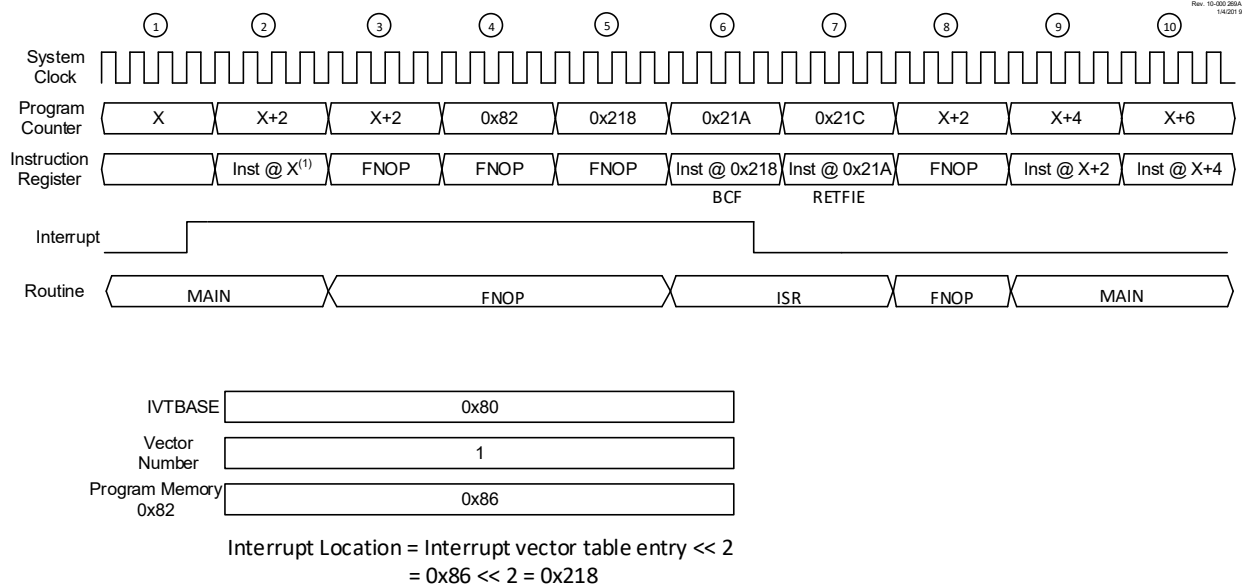 Rev. 10-000 269A
1/4/2019
1 2 3 4 5 6 7 8 9 10
System
Clock
Program
Counter
X X+2 X+2 0x82 0x218 0x21A 0x21C X+2 X+4 X+6
Instruction
Register
Inst @ X(1) FNOP FNOP FNOP Inst @ 0x218 Inst @ 0x21A FNOP Inst @ X+2 Inst @ X+4
BCF RETFIE
Interrupt
Routine
MAIN FNOP ISR FNOP MAIN
IVTBASE 0x80
Vector
Number
1
Program Memory
0x82
0x86
Interrupt Location = Interrupt vector table entry << 2
= 0x86 << 2 = 0x218